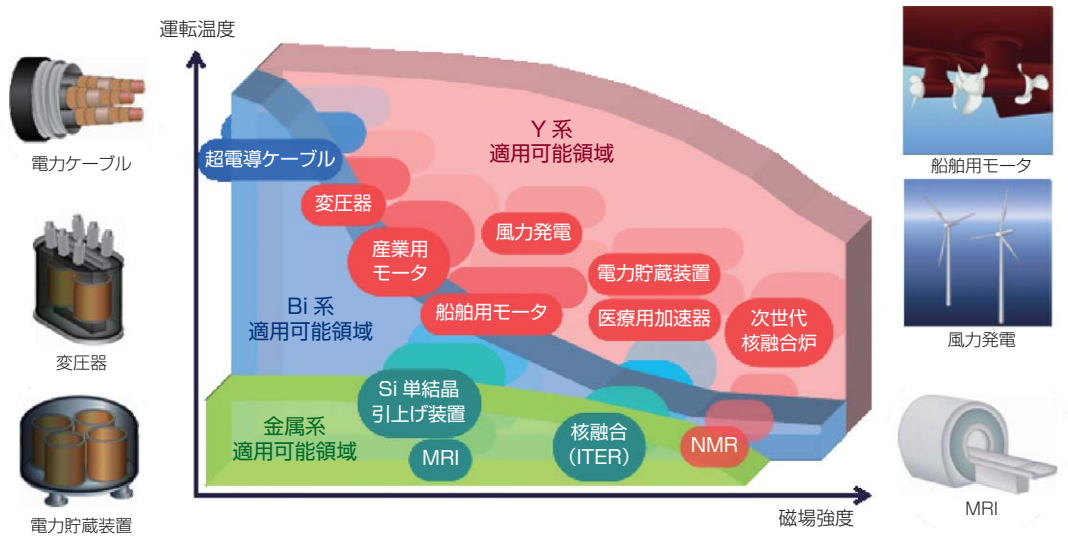 運転温度
電力ケーブル
変圧器
電力貯蔵装置
Y 系
適用可能領域
超電導ケーブル
変圧器
産業用
モータ
風力発電
電力貯蔵装置
船舶用モータ
医療用加速器
次世代
核融合炉
Bi 系
適用可能領域
Si 単結晶
引上げ装置
金属系
適用可能領域
MRI
核融合
（ITER）
NMR
磁場強度
船舶用モータ
風力発電
MRI